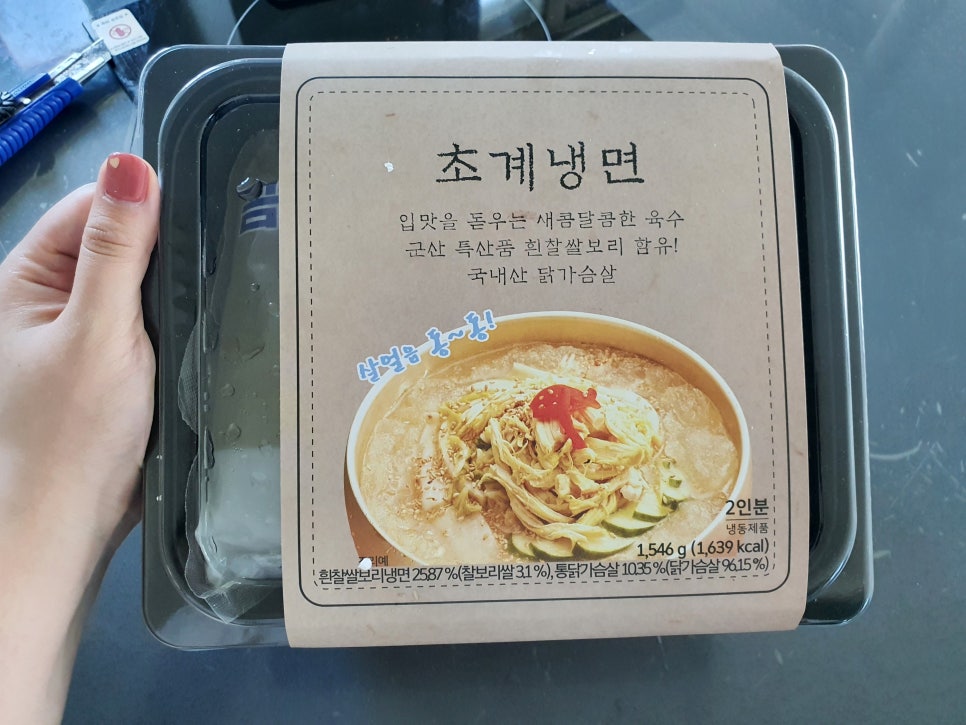 초계냉면
입맛을 돋우는 새콤달콤한 육수
군산 특산품 흰찰쌀보리 함유!
국내산 닭가슴살
살얼음 동~동!
2인분
냉동제품
1,546 g (1,639 kcal)
조리예
흰찰쌀보리냉면 25.87 % (찰보리쌀 3.1 %), 통닭가슴살 10.35 % (닭가슴살 96.15 %)